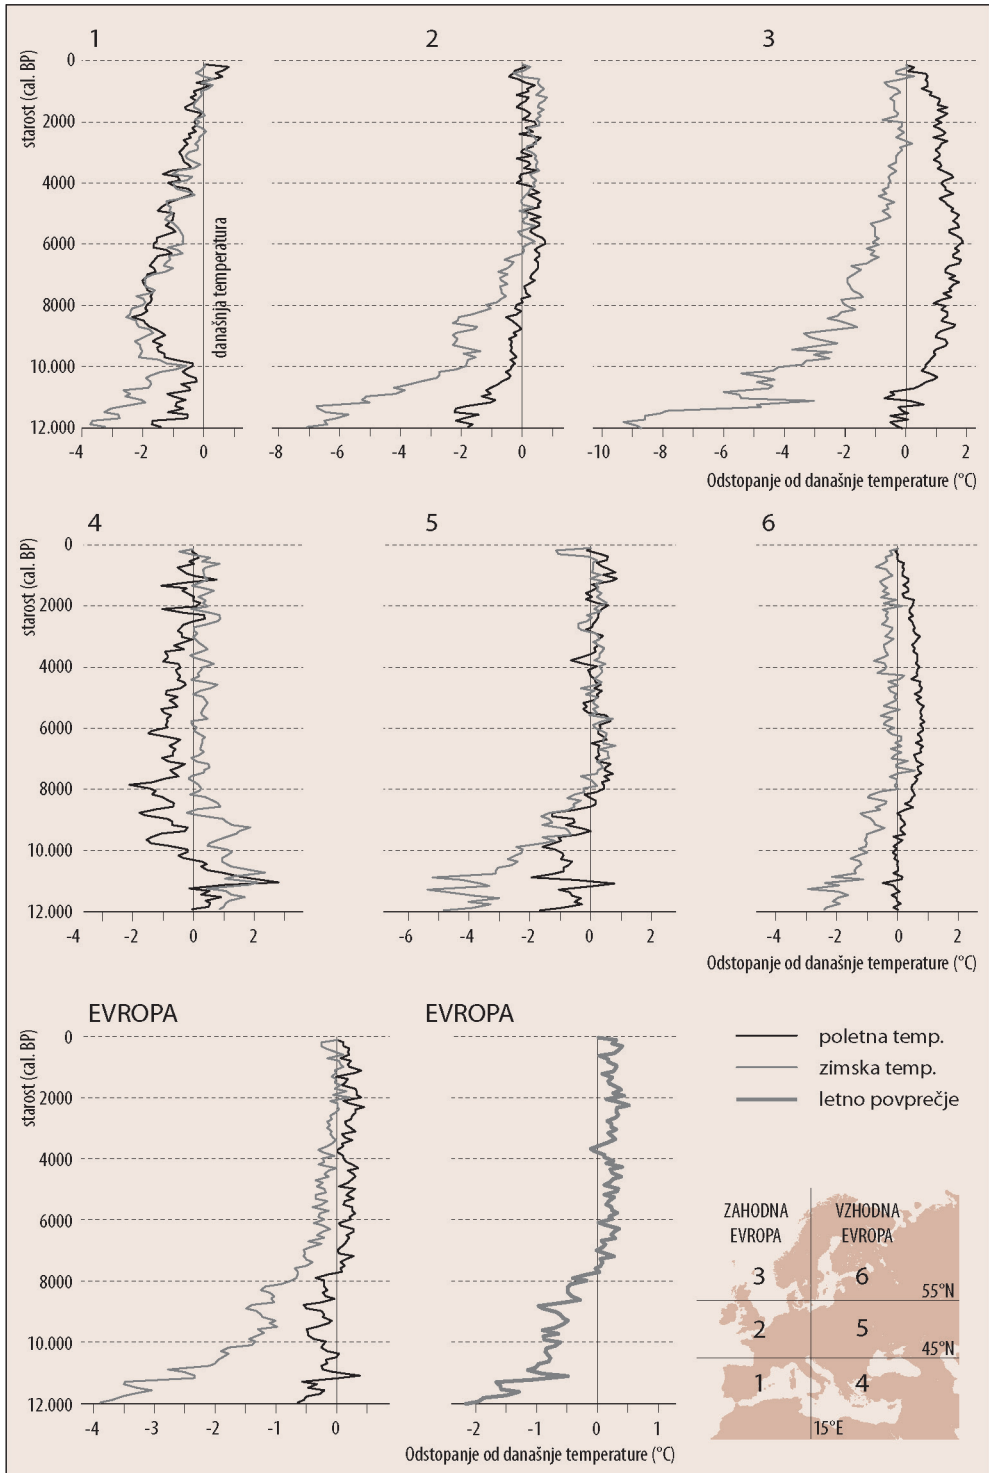 1 2 3
starost (cal. BP)
0
2000
4000
6000
8000
10.000
12.000
današnja temperatura
-4 -2 0 -8 -6 -4 -2 0 -10 -8 -6 -4 -2 0 2
Odstopanje od današnje temperature (°C)
4 5 6
starost (cal. BP)
0
2000
4000
6000
8000
10.000
12.000
-4 -2 0 2 -6 -4 -2 0 2 -4 -2 0 2
Odstopanje od današnje temperature (°C)
EVROPA EVROPA
starost (cal. BP)
0
2000
4000
6000
8000
10.000
12.000
-4 -3 -2 -1 0 -2 -1 0 1
Odstopanje od današnje temperature (°C)
poletna temp.
zimska temp.
letno povprečje
ZAHODNA EVROPA
VZHODNA EVROPA
3 6
55°N
2 5
45°N
1 4
15°E